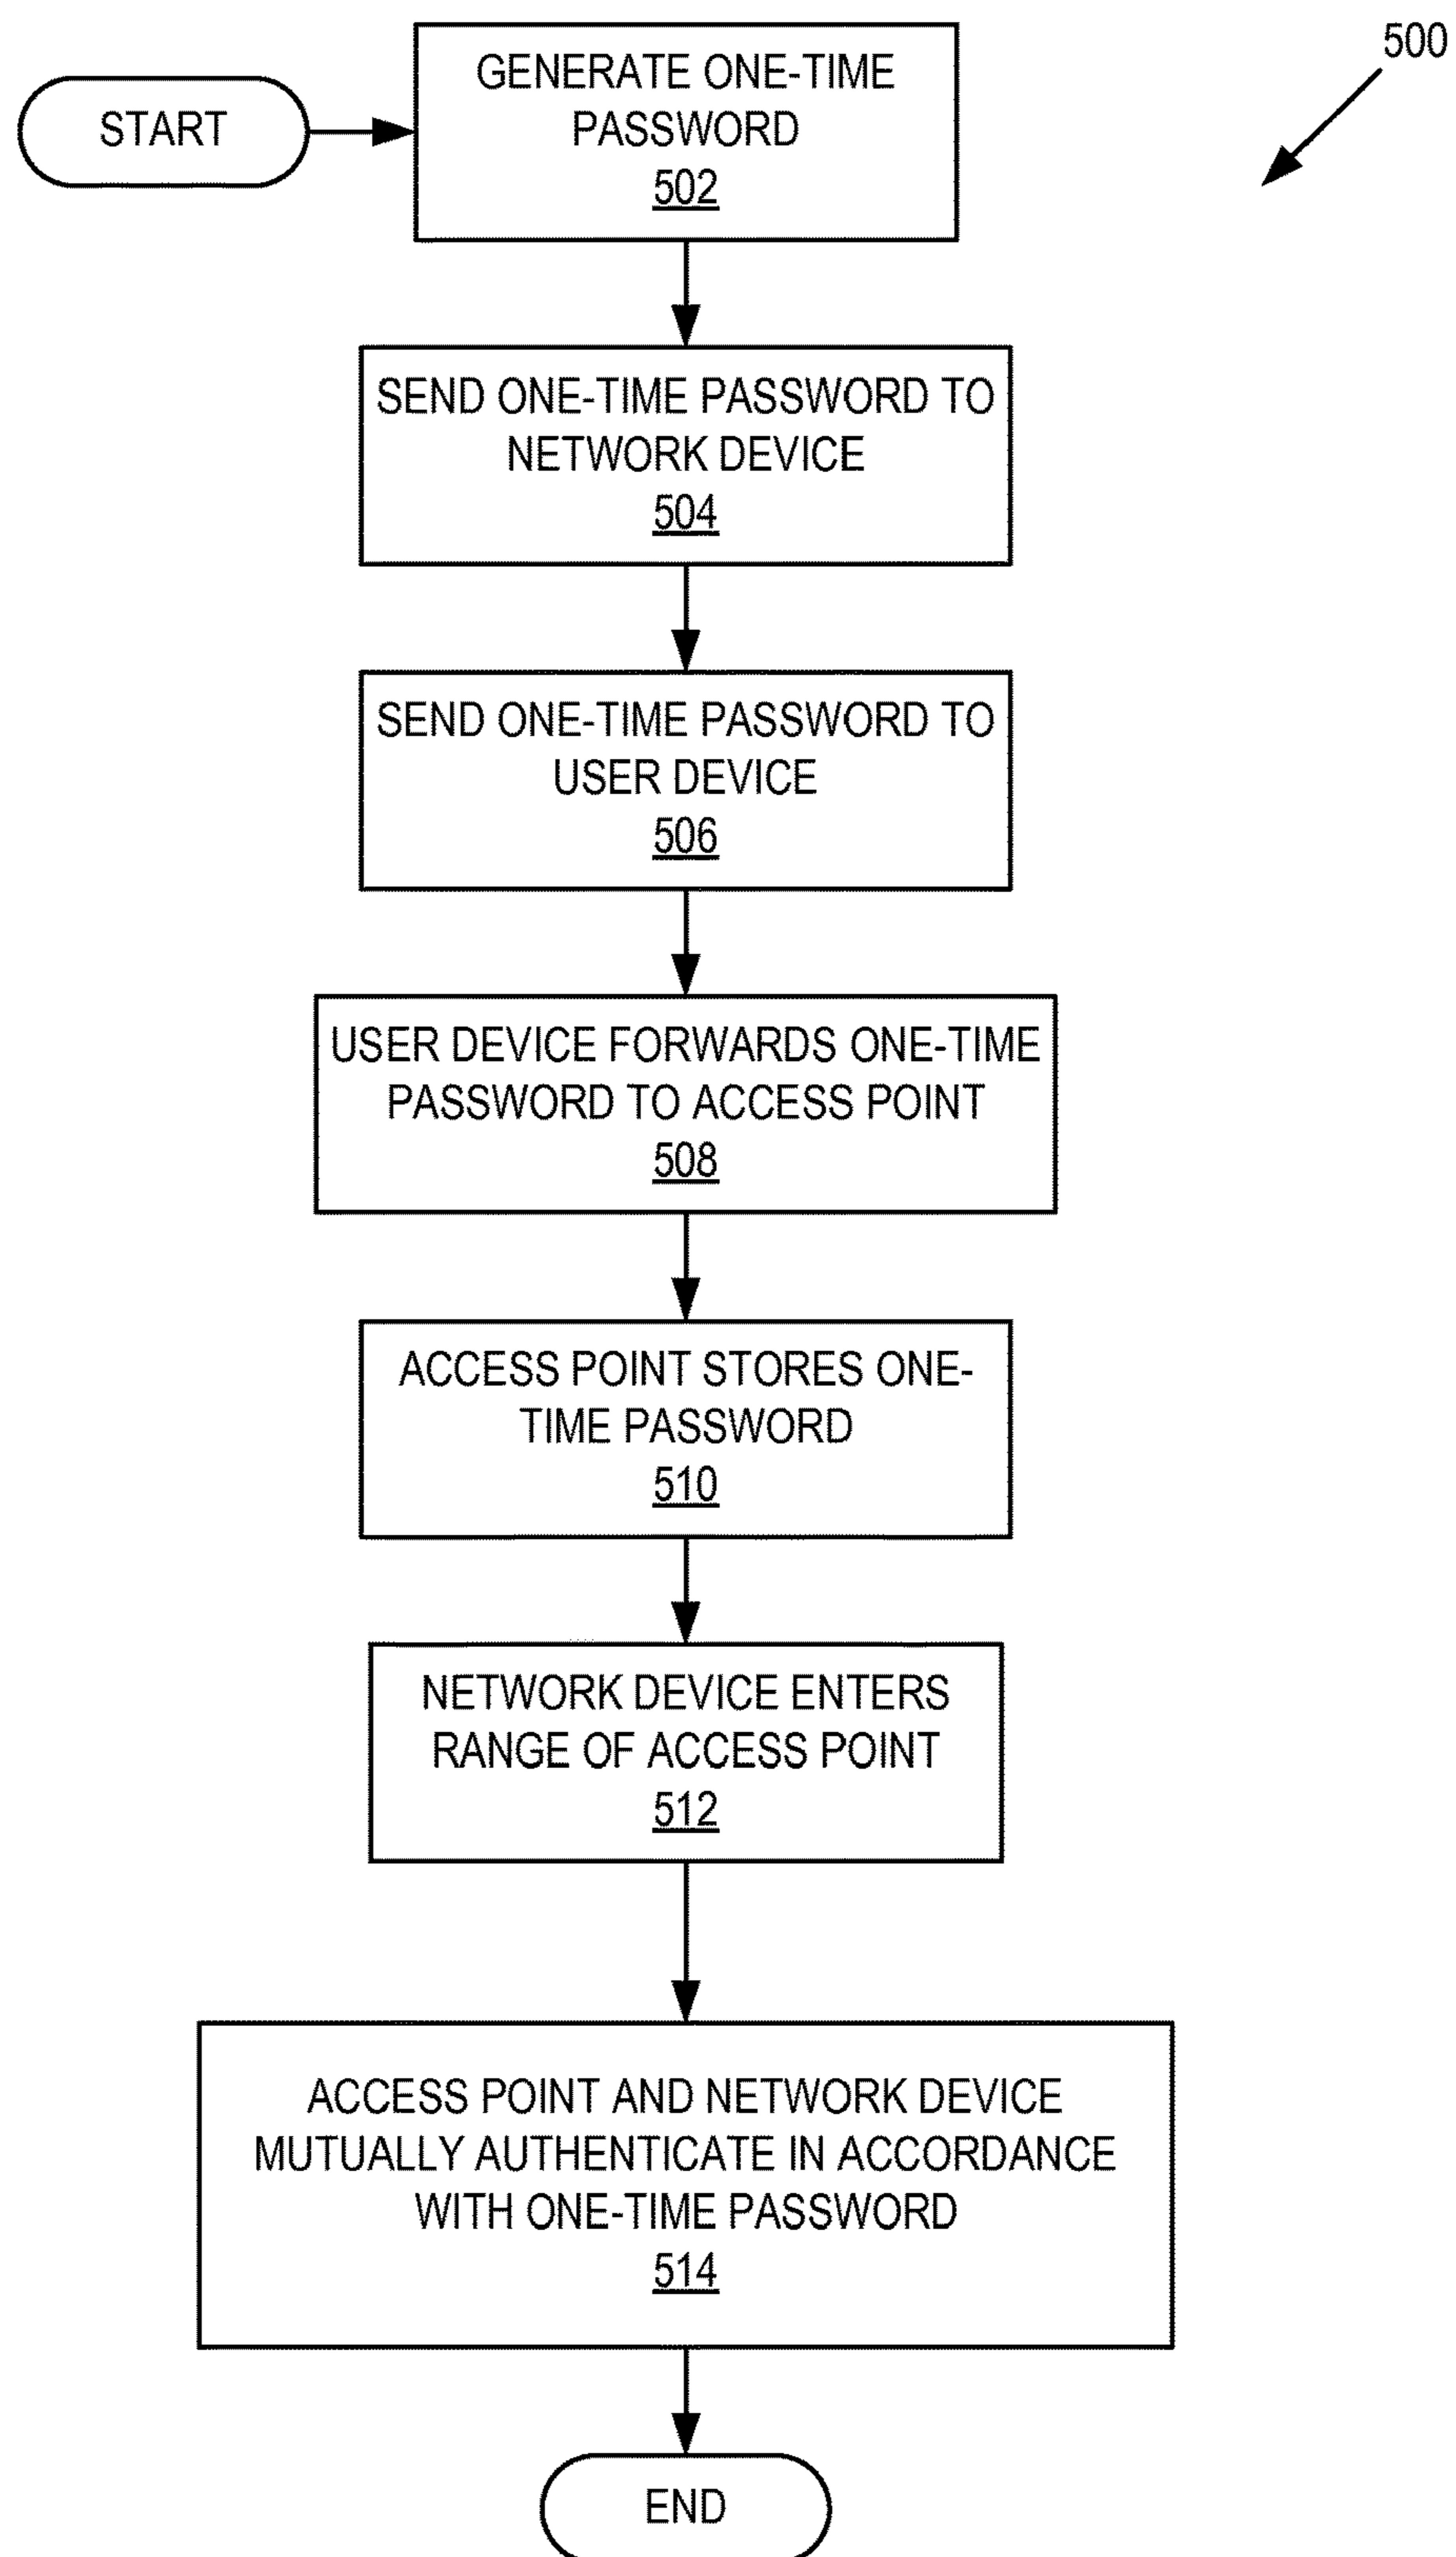 500
START
GENERATE ONE-TIME
PASSWORD
502
SEND ONE-TIME PASSWORD TO
NETWORK DEVICE
504
SEND ONE-TIME PASSWORD TO
USER DEVICE
506
USER DEVICE FORWARDS ONE-TIME
PASSWORD TO ACCESS POINT
508
ACCESS POINT STORES ONE-
TIME PASSWORD
510
NETWORK DEVICE ENTERS
RANGE OF ACCESS POINT
512
ACCESS POINT AND NETWORK DEVICE
MUTUALLY AUTHENTICATE IN ACCORDANCE
WITH ONE-TIME PASSWORD
514
END